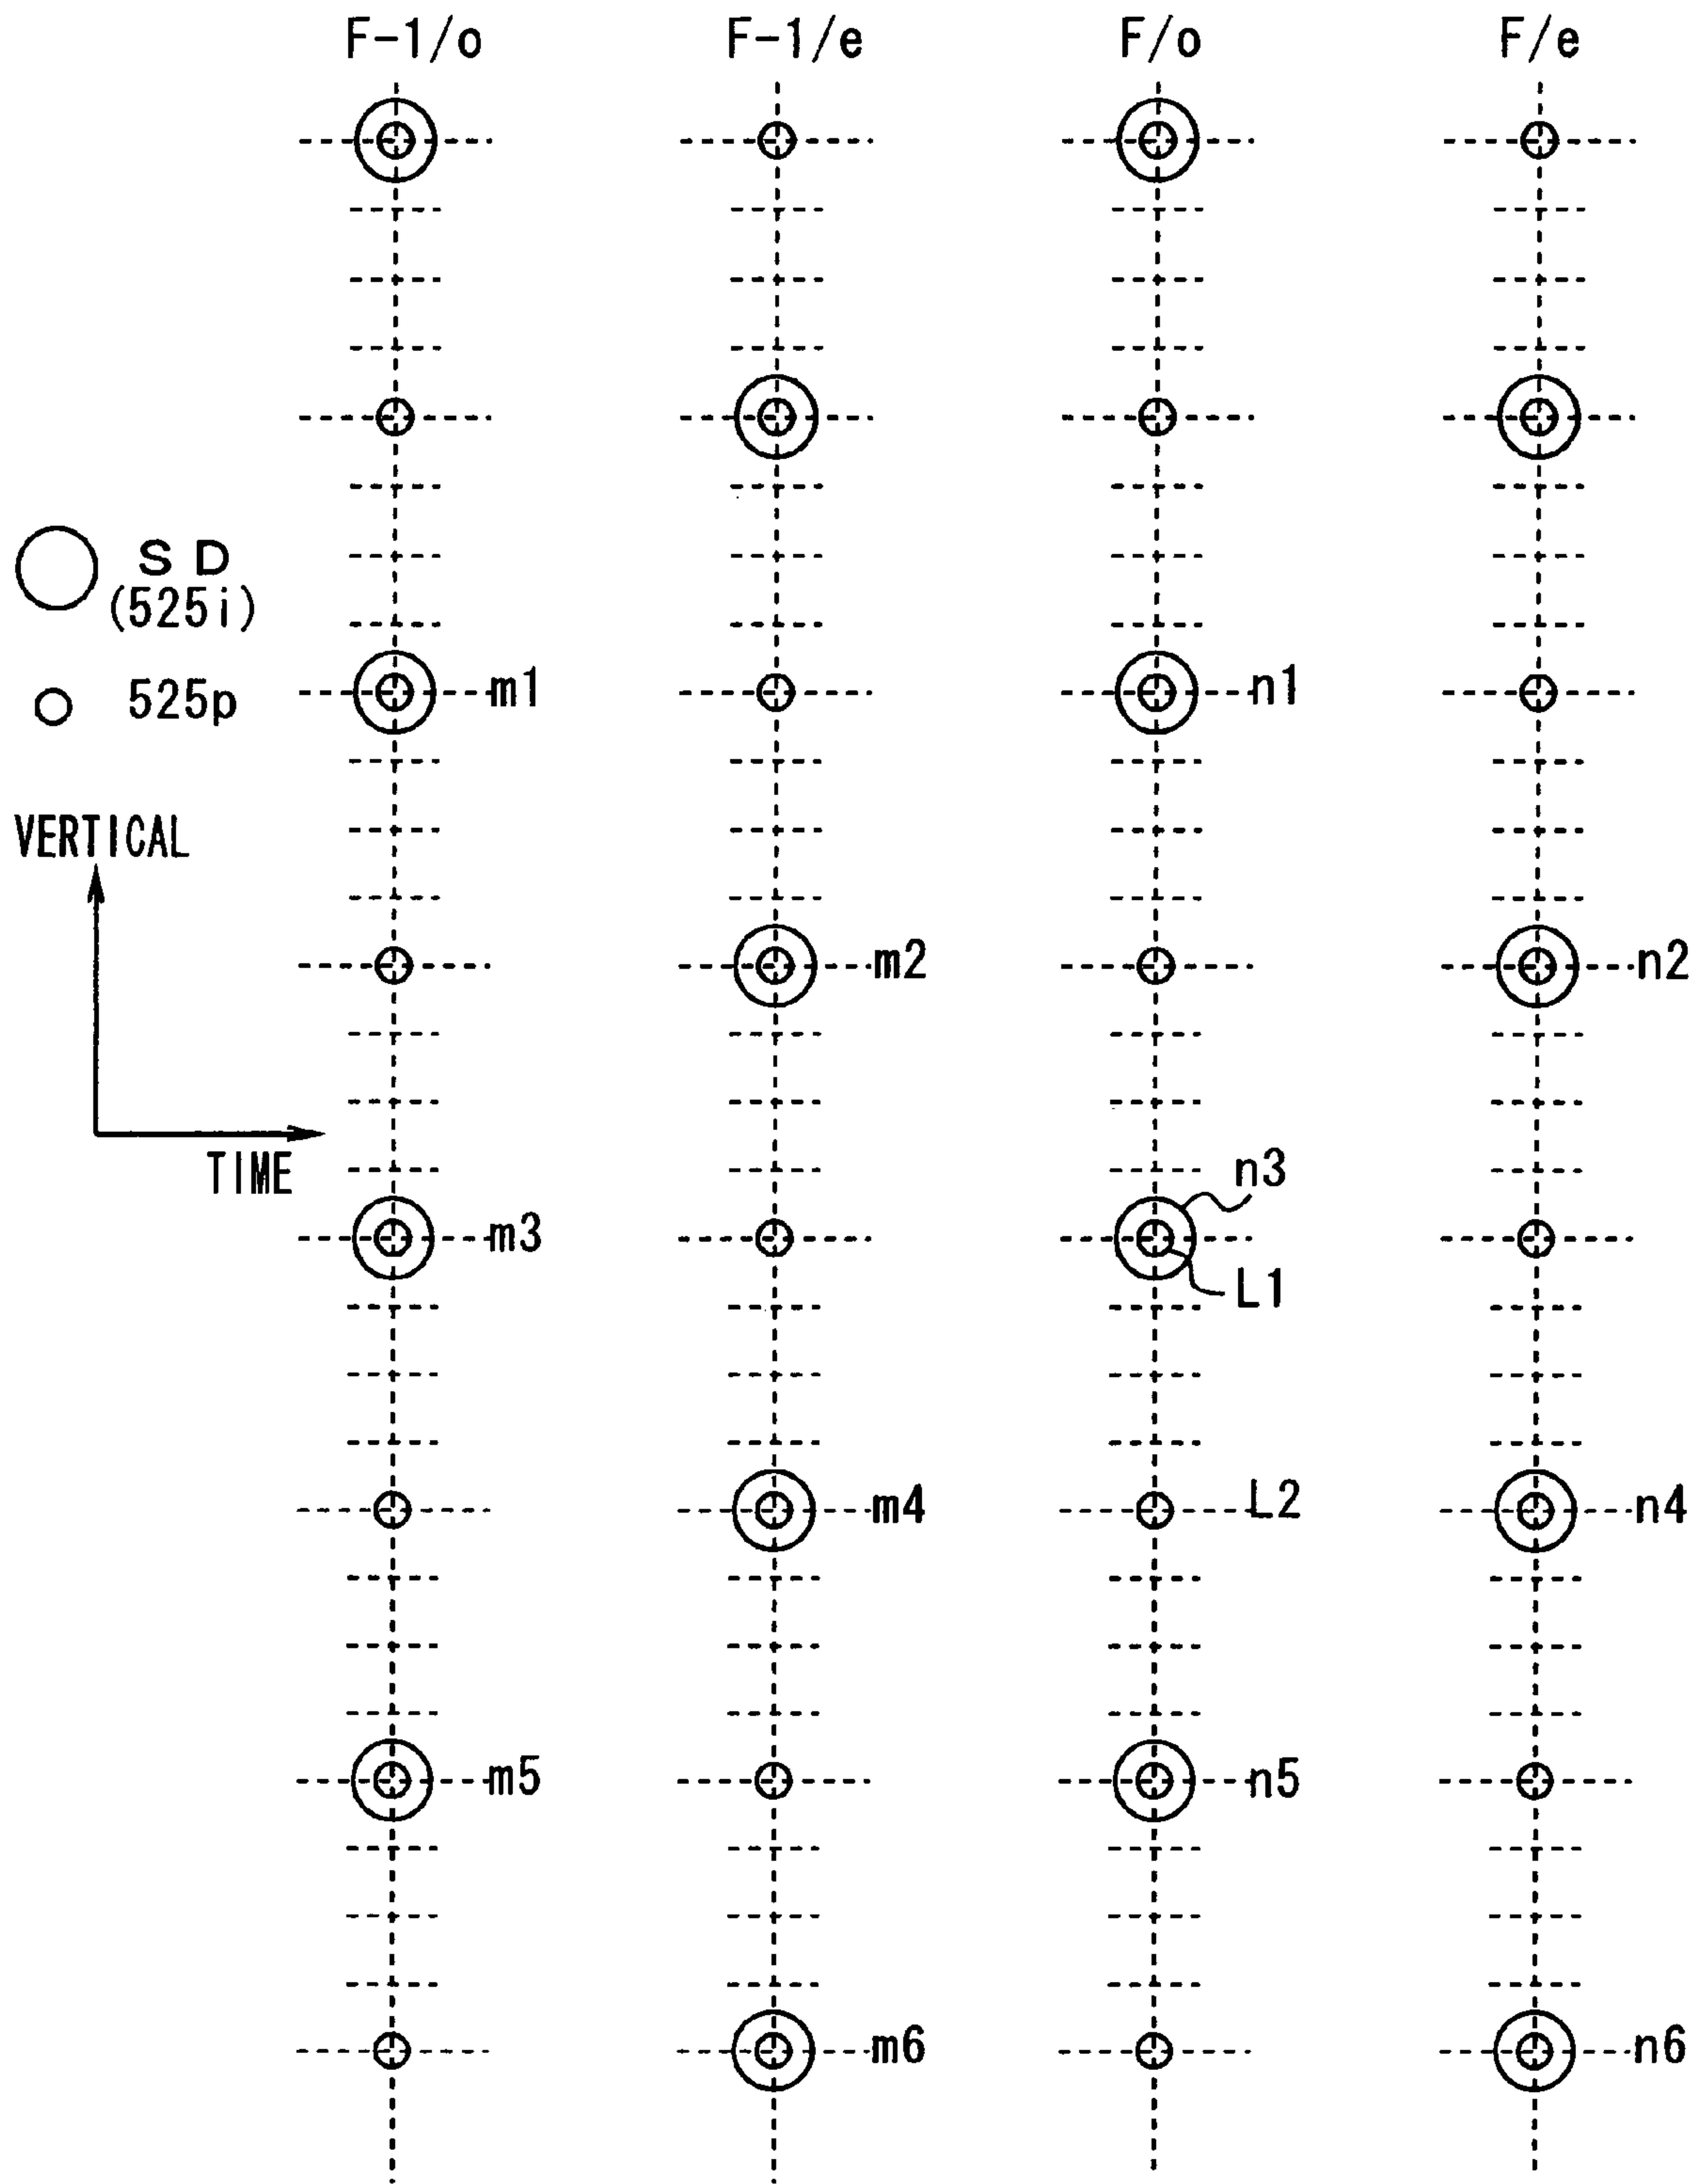 F-1/o F-1/e F/o F/e
SD
(525i)
525p
m1 n1
VERTICAL
m2 n2
TIME
n3
m3
L1
m4 L2 n4
m5 n5
m6 n6